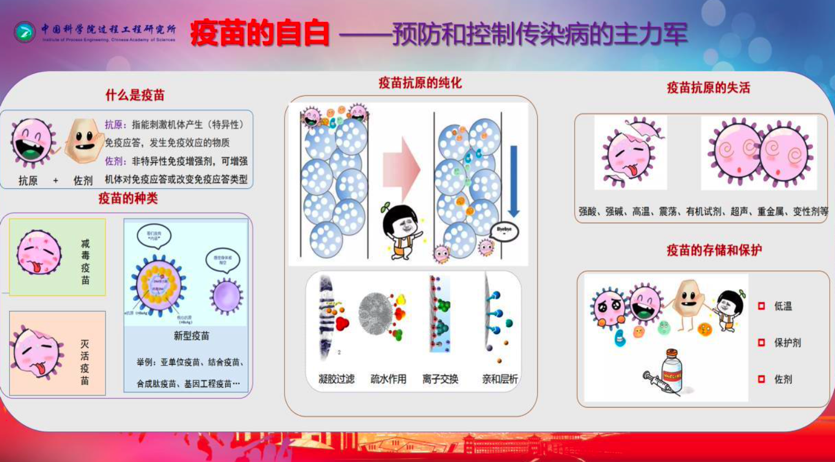 中国科学院过程工程研究所
Institute of Process Engineering, Chinese Academy of Sciences
疫苗的自白 ——预防和控制传染病的主力军
什么是疫苗
抗原 + 佐剂
抗原：指能刺激机体产生（特异性）
免疫应答，发生免疫效应的物质
佐剂：非特异性免疫增强剂，可增强
机体对免疫应答或改变免疫应答类型
疫苗的种类
减毒疫苗
灭活疫苗
新型疫苗
举例：亚单位疫苗、结合疫苗、
合成肽疫苗、基因工程疫苗…
疫苗抗原的纯化
凝胶过滤 疏水作用 离子交换 亲和层析
疫苗抗原的失活
强酸、强碱、高温、震荡、有机试剂、超声、重金属、变性剂等
疫苗的存储和保护
低温
保护剂
佐剂